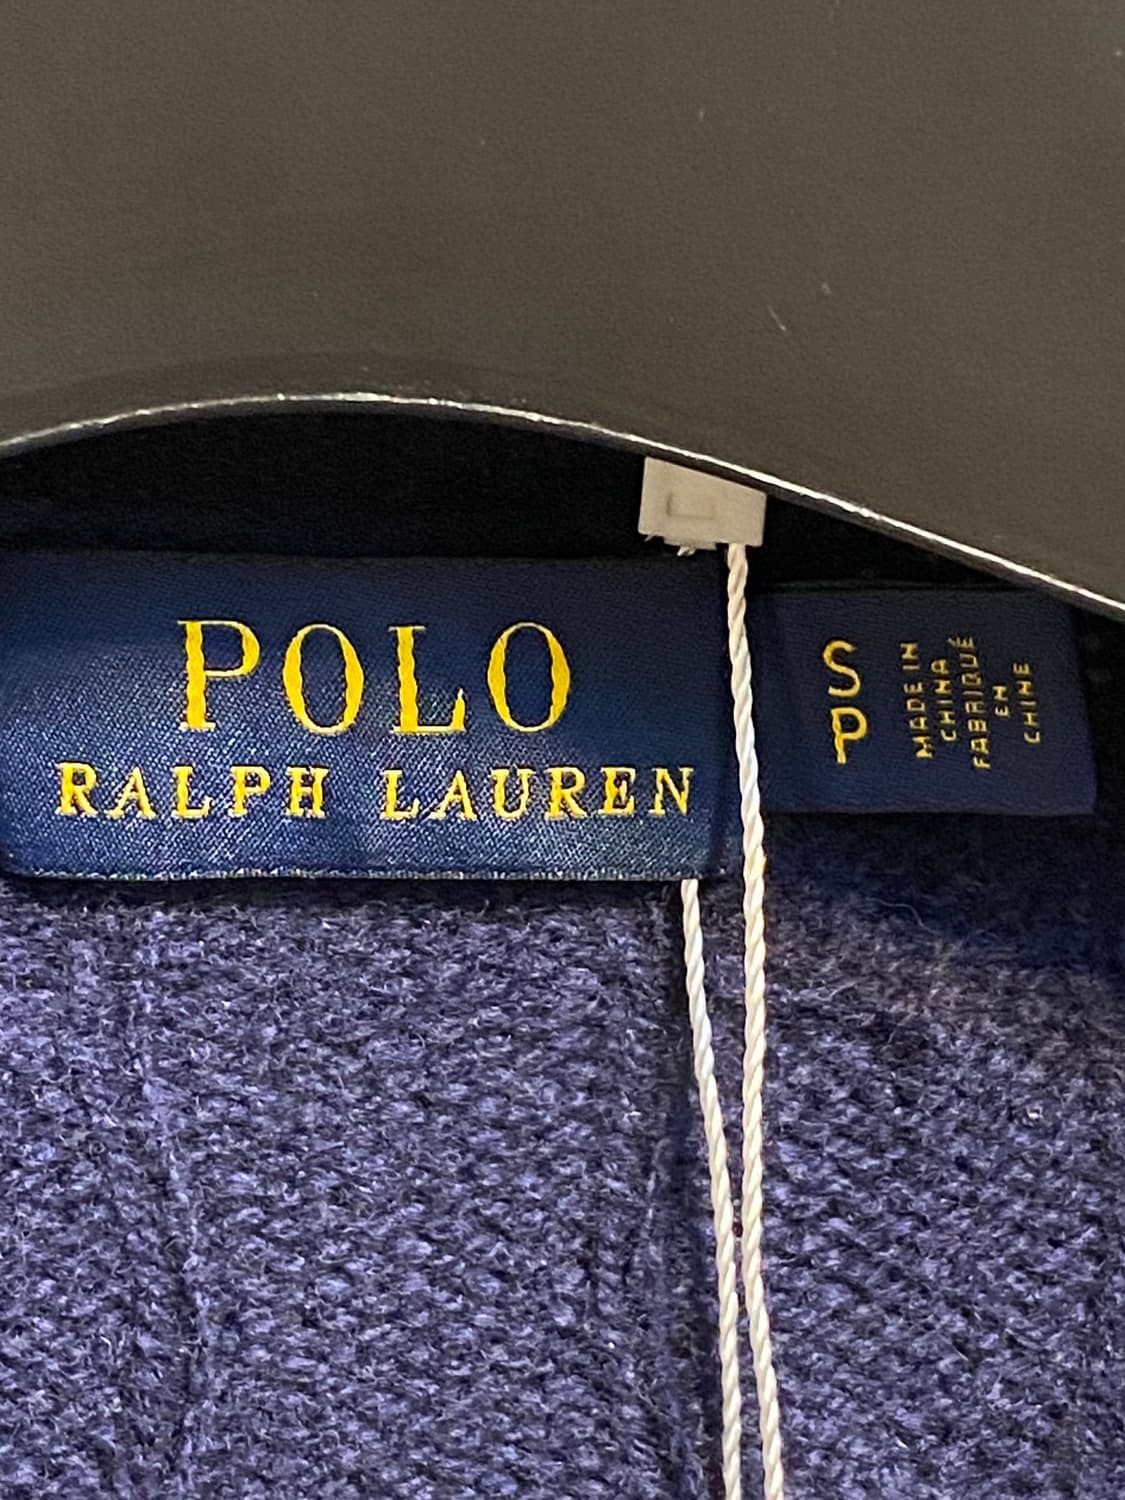 POLO
RALPH LAUREN
S
P
MADE IN
CHINA
FABRIQUÉ
EN
CHINE